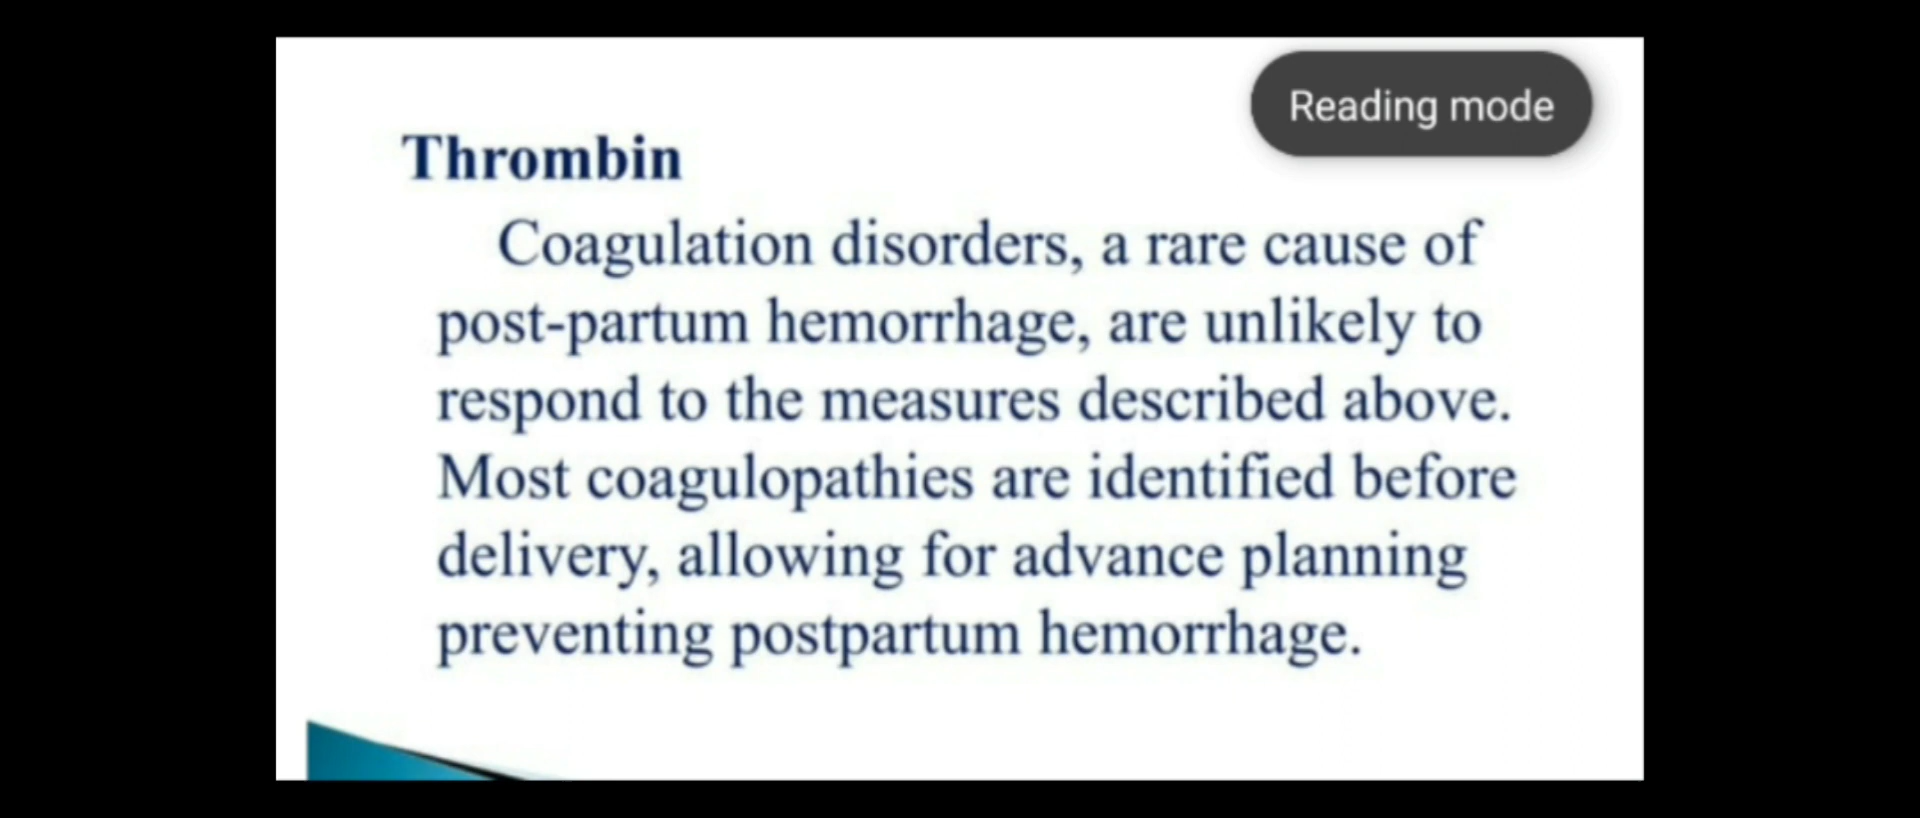 Reading mode
Thrombin
Coagulation disorders, a rare cause of
post-partum hemorrhage, are unlikely to
respond to the measures described above.
Most coagulopathies are identified before
delivery, allowing for advance planning
preventing postpartum hemorrhage.